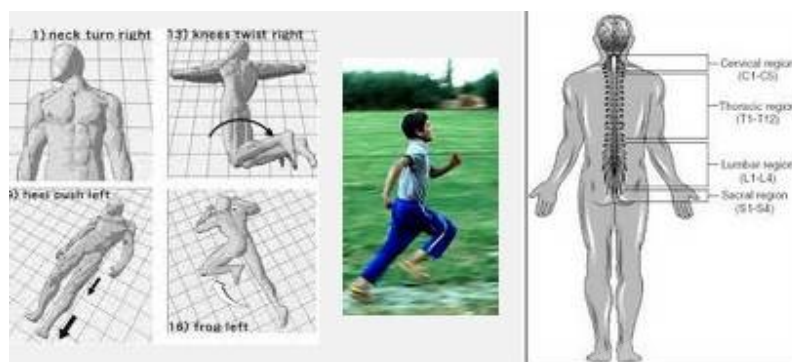 1) neck turn right
13) knees twist right
heel push left
16) frog left
Cervical region
(C1-C5)
Thoracic region
(T1-T12)
Lumbar region
(L1-L4)
Sacral region
(S1-S4)